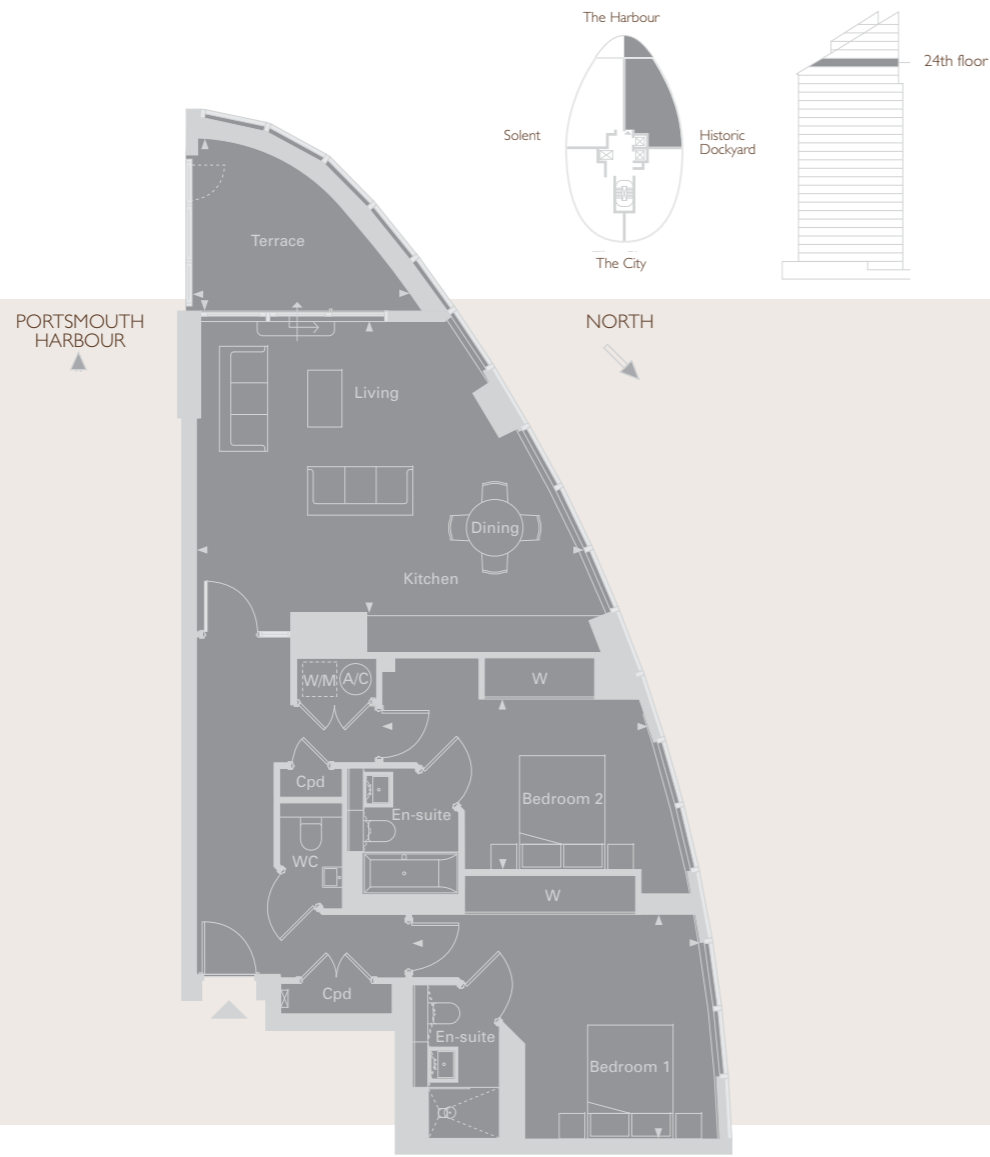 The Harbour
24th floor
Solent
Historic
Dockyard
The City
Terrace
PORTSMOUTH
HARBOUR
NORTH
Living
Dining
Kitchen
W/M
A/C
W
Cpd
Bedroom 2
En-suite
WC
W
Cpd
En-suite
Bedroom 1